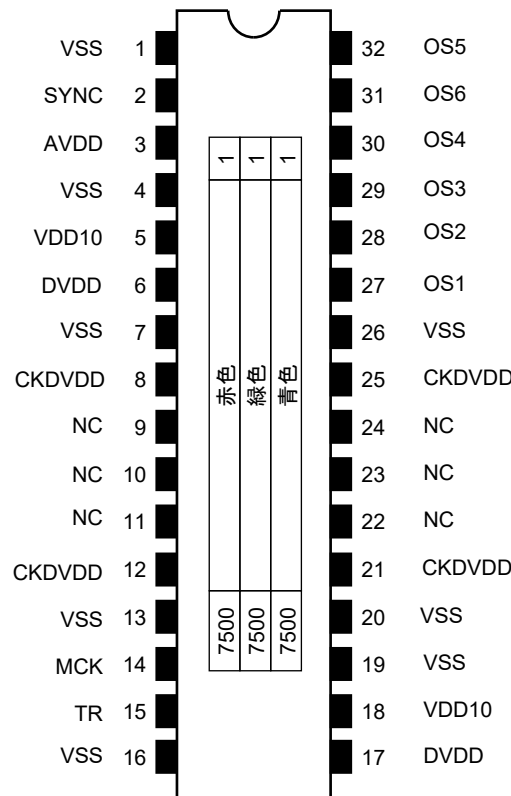 VSS 1 32 OS5
SYNC 2 31 OS6
AVDD 3 30 OS4
VSS 4 29 OS3
VDD10 5 28 OS2
DVDD 6 27 OS1
VSS 7 26 VSS
CKDVDD 8 25 CKDVDD
NC 9 24 NC
NC 10 23 NC
NC 11 22 NC
CKDVDD 12 21 CKDVDD
VSS 13 20 VSS
MCK 14 19 VSS
TR 15 18 VDD10
VSS 16 17 DVDD
7500 赤色 1
7500 緑色 1
7500 青色 1